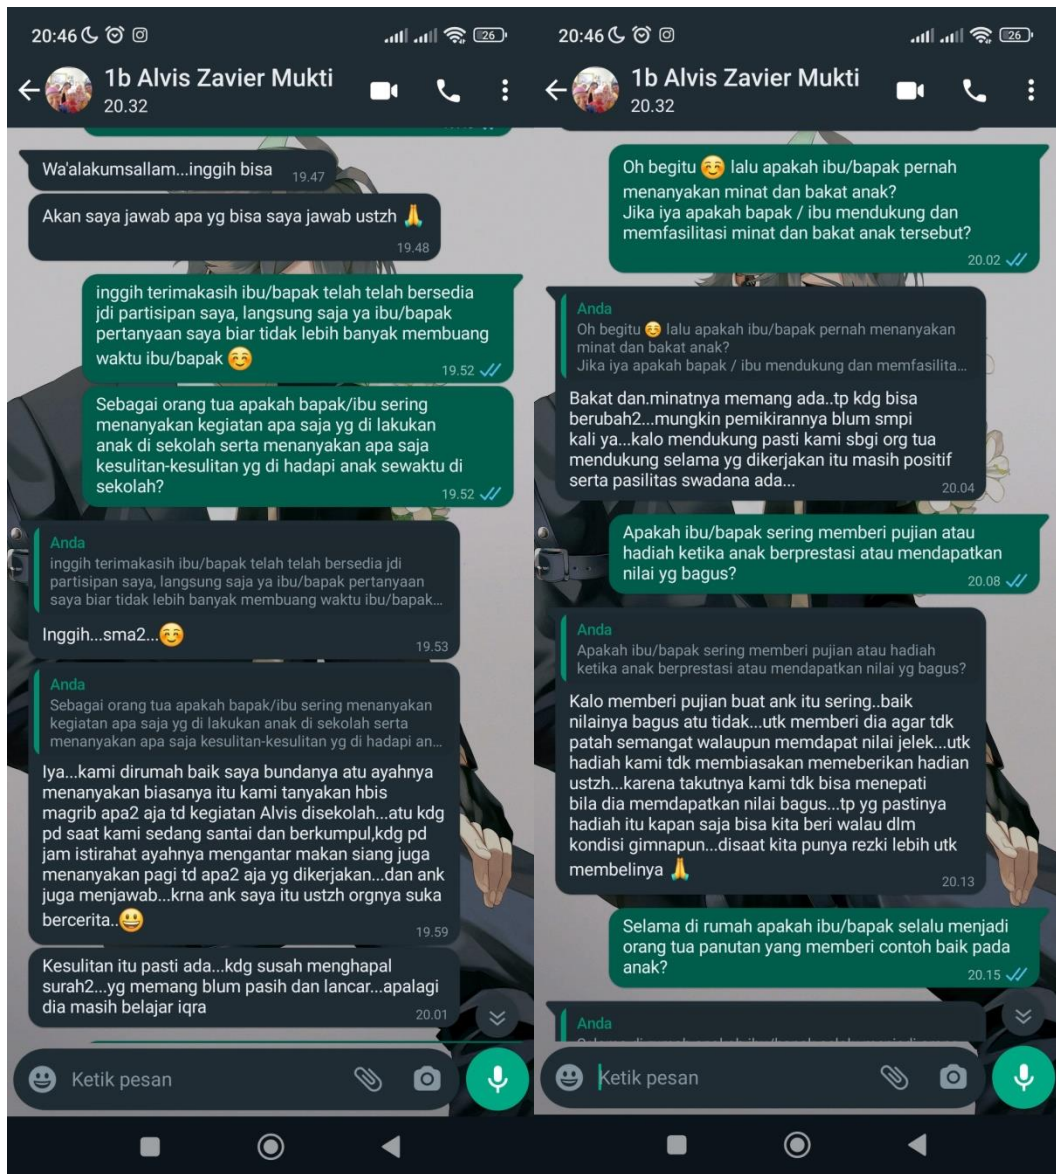 20:46
26
1b Alvis Zavier Mukti
20.32
Wa'alakumsallam...inggih bisa 19.47
Akan saya jawab apa yg bisa saya jawab ustzh 🙏
19.48
inggih terimakasih ibu/bapak telah telah bersedia
jdi partisipan saya, langsung saja ya ibu/bapak
pertanyaan saya biar tidak lebih banyak membuang
waktu ibu/bapak ☺️
19.52
Sebagai orang tua apakah bapak/ibu sering
menanyakan kegiatan apa saja yg di lakukan
anak di sekolah serta menanyakan apa saja
kesulitan-kesulitan yg di hadapi anak sewaktu di
sekolah?
19.52
Anda
inggih terimakasih ibu/bapak telah telah bersedia jdi
partisipan saya, langsung saja ya ibu/bapak pertanyaan
saya biar tidak lebih banyak membuang waktu ibu/bapak...
Inggih...sma2...☺️
19.53
Anda
Sebagai orang tua apakah bapak/ibu sering menanyakan
kegiatan apa saja yg di lakukan anak di sekolah serta
menanyakan apa saja kesulitan-kesulitan yg di hadapi an...
Iya...kami dirumah baik saya bundanya atu ayahnya
menanyakan biasanya itu kami tanyakan hbis
magrib apa2 aja td kegiatan Alvis disekolah...atu kdg
pd saat kami sedang santai dan berkumpul,kdg pd
jam istirahat ayahnya mengantar makan siang juga
menanyakan pagi td apa2 aja yg dikerjakan...dan ank
juga menjawab...krna ank saya itu ustzh orgnya suka
bercerita..😃
19.59
Kesulitan itu pasti ada...kdg susah menghapal
surah2...yg memang blum pasih dan lancar...apalagi
dia masih belajar iqra
20.01
Ketik pesan
20:46
26
1b Alvis Zavier Mukti
20.32
Oh begitu ☺️ lalu apakah ibu/bapak pernah
menanyakan minat dan bakat anak?
Jika iya apakah bapak / ibu mendukung dan
memfasilitasi minat dan bakat anak tersebut?
20.02
Anda
Oh begitu ☺️ lalu apakah ibu/bapak pernah menanyakan
minat dan bakat anak?
Jika iya apakah bapak / ibu mendukung dan memfasilita...
Bakat dan.minatnya memang ada..tp kdg bisa
berubah2...mungkin pemikirannya blum smpi
kali ya...kalo mendukung pasti kami sbgi org tua
mendukung selama yg dikerjakan itu masih positif
serta pasilitas swadana ada...
20.04
Apakah ibu/bapak sering memberi pujian atau
hadiah ketika anak berprestasi atau mendapatkan
nilai yg bagus?
20.08
Anda
Apakah ibu/bapak sering memberi pujian atau hadiah
ketika anak berprestasi atau mendapatkan nilai yg bagus?
Kalo memberi pujian buat ank itu sering..baik
nilainya bagus atu tidak...utk memberi dia agar tdk
patah semangat walaupun memdapat nilai jelek...utk
hadiah kami tdk membiasakan memeberikan hadian
ustzh...karena takutnya kami tdk bisa menepati
bila dia memdapatkan nilai bagus...tp yg pastinya
hadiah itu kapan saja bisa kita beri walau dlm
kondisi gimnapun...disaat kita punya rezki lebih utk
membelinya 🙏
20.13
Selama di rumah apakah ibu/bapak selalu menjadi
orang tua panutan yang memberi contoh baik pada
anak?
20.15
Anda
Ketik pesan